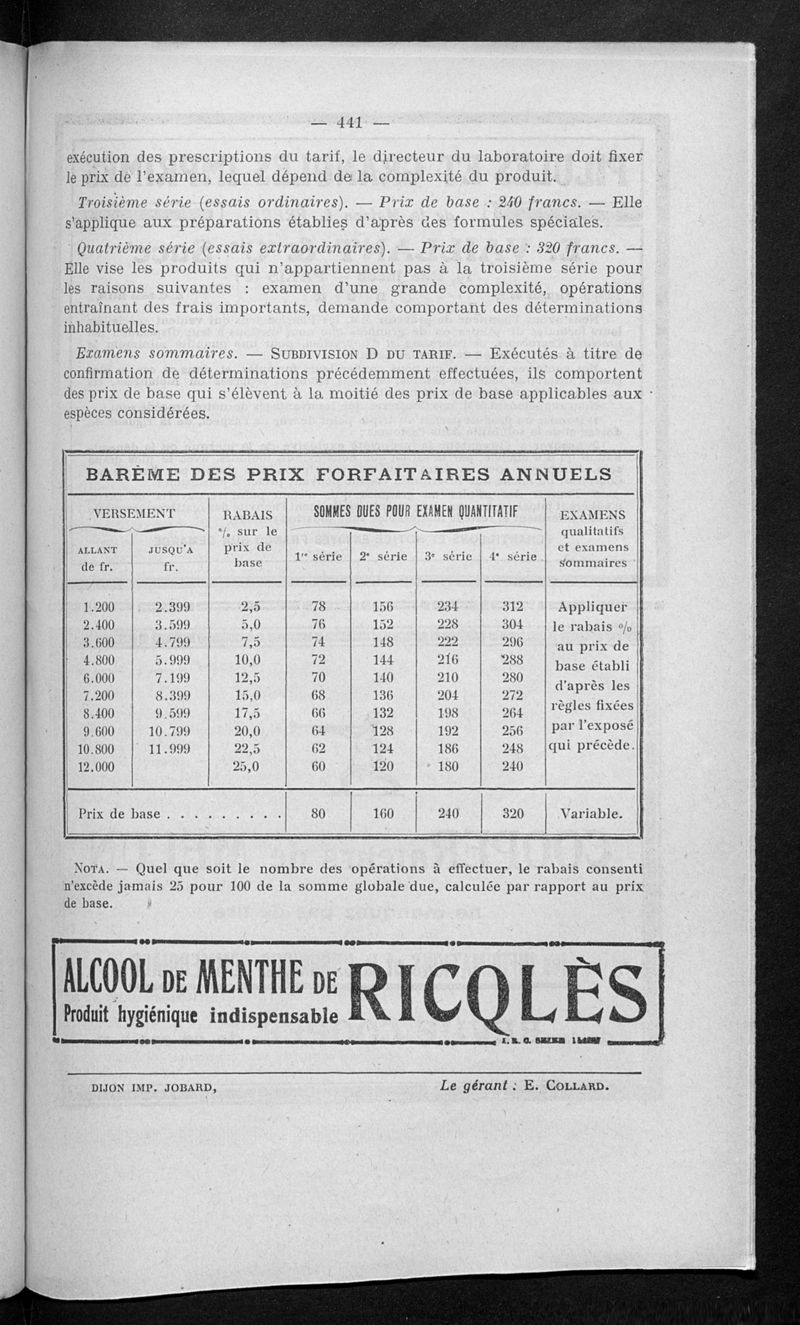 — 441 —
exécution des prescriptions du tarif, le directeur du laboratoire doit fixer
le prix de l'examen, lequel dépend de la complexité du produit.
Troisième série (essais ordinaires). — Prix de base : 240 francs. — Elle
s'applique aux préparations établies d'après des formules spéciales.
Quatrième série (essais extraordinaires). — Prix de base : 320 francs. —
Elle vise les produits qui n'appartiennent pas à la troisième série pour
les raisons suivantes : examen d'une grande complexité, opérations
entraînant des frais importants, demande comportant des déterminations
inhabituelles.
Examens sommaires. — SUBDIVISION D DU TARIF. — Exécutés à titre de
confirmation de déterminations précédemment effectuées, ils comportent
des prix de base qui s'élèvent à la moitié des prix de base applicables aux
espèces considérées.
BARÈME DES PRIX FORFAITAIRES ANNUELS
VERSEMENT RABAIS SOMMES DUES POUR EXAMEN QUANTITATIF EXAMENS
% sur le qualitatifs
ALLANT JUSQU'A prix de 1re série 2e série 3e série 4e série et examens
de fr. fr. base sommaires
1.200 2.399 2,5 78 156 234 312 Appliquer
2.400 3.599 5,0 76 152 228 304 le rabais %
3.600 4.799 7,5 74 148 222 296 au prix de
4.800 5.999 10,0 72 144 216 288 base établi
6.000 7.199 12,5 70 140 210 280 d'après les
7.200 8.399 15,0 68 136 204 272 règles fixées
8.400 9.599 17,5 66 132 198 264 par l'exposé
9.600 10.799 20,0 64 128 192 256 qui précède.
10.800 11.999 22,5 62 124 186 248
12.000 25,0 60 120 180 240
Prix de base . . . . . . . . . 80 160 240 320 Variable.
NOTA. — Quel que soit le nombre des opérations à effectuer, le rabais consenti
n'excède jamais 25 pour 100 de la somme globale due, calculée par rapport au prix
de base.
ALCOOL DE MENTHE DE RICQLÈS
Produit hygiénique indispensable
DIJON IMP. JOBARD, Le gérant : E. COLLARD.